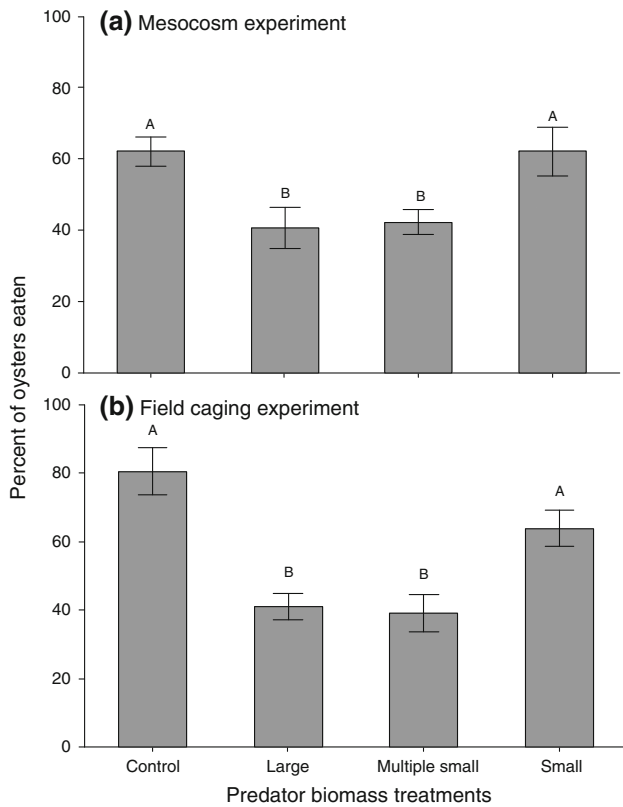 (a) Mesocosm experiment
100
80
60
40
20
0
A
B
B
A
Percent of oysters eaten
(b) Field caging experiment
100
80
60
40
20
0
A
B
B
A
Control
Large
Multiple small
Small
Predator biomass treatments